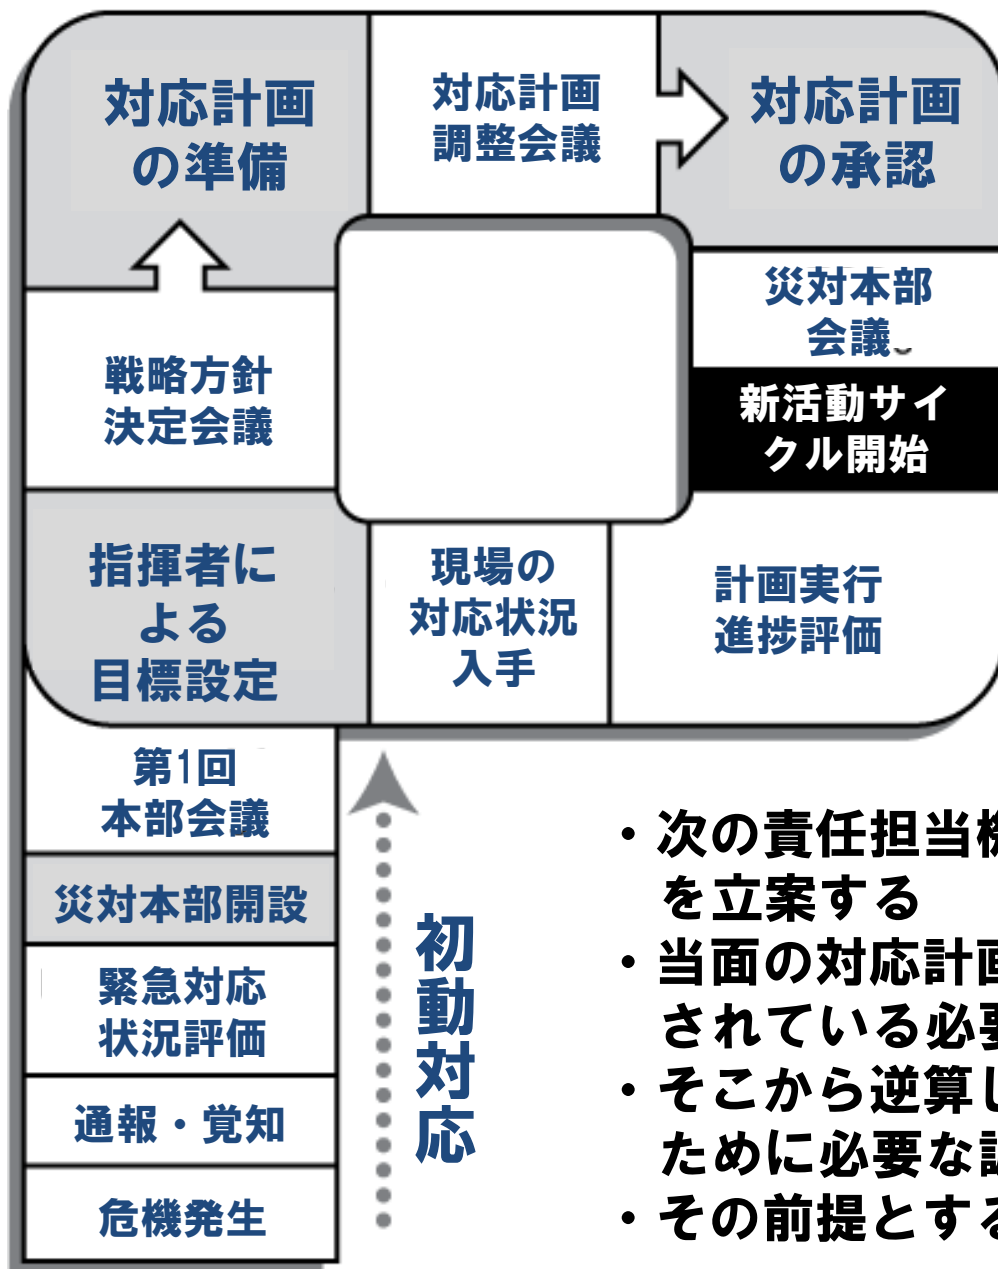 対応計画
の準備
対応計画
調整会議
対応計画
の承認
災対本部
会議
新活動サイ
クル開始
戦略方針
決定会議
指揮者に
よる
目標設定
現場の
対応状況
入手
計画実行
進捗評価
第1回
本部会議
災対本部開設
緊急対応
状況評価
通報・覚知
危機発生
初動対応
・次の責任担当機
を立案する
・当面の対応計画
されている必要
・そこから逆算し
ために必要な
・その前提とする